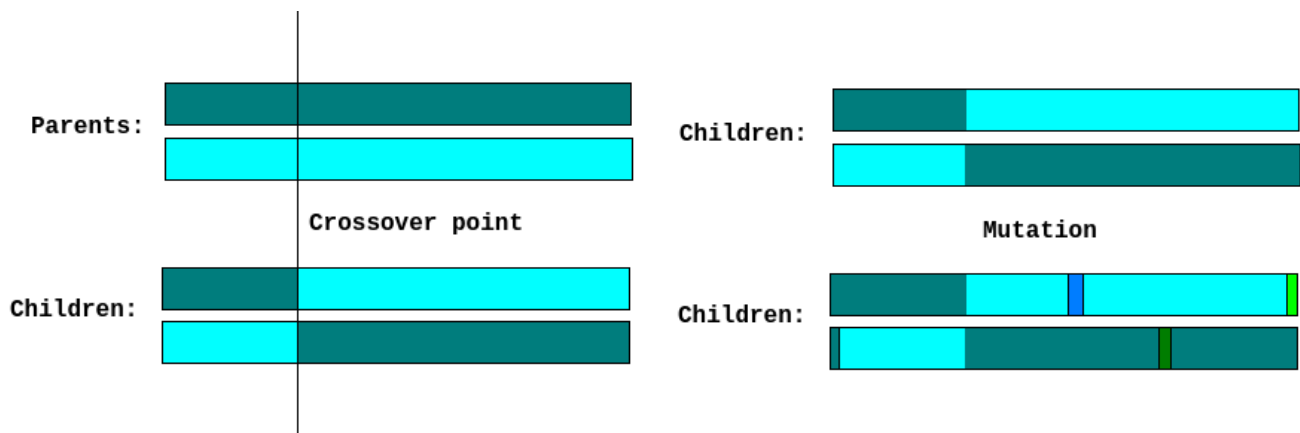 Parents:
Crossover point
Children:
Children:
Mutation
Children: